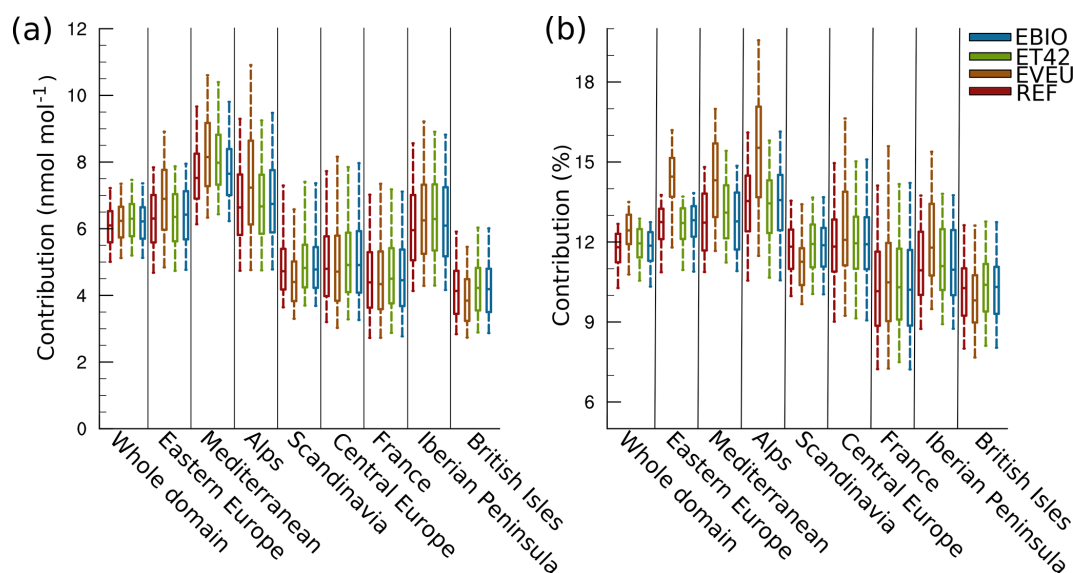 (a)
Contribution (nmol mol⁻¹)
12
10
8
6
4
2
0
Whole domain
Eastern Europe
Mediterranean
Alps
Scandinavia
Central Europe
France
Iberian Peninsula
British Isles
(b)
Contribution (%)
18
15
12
9
6
Whole domain
Eastern Europe
Mediterranean
Alps
Scandinavia
Central Europe
France
Iberian Peninsula
British Isles
EBIO
ET42
EVEU
REF